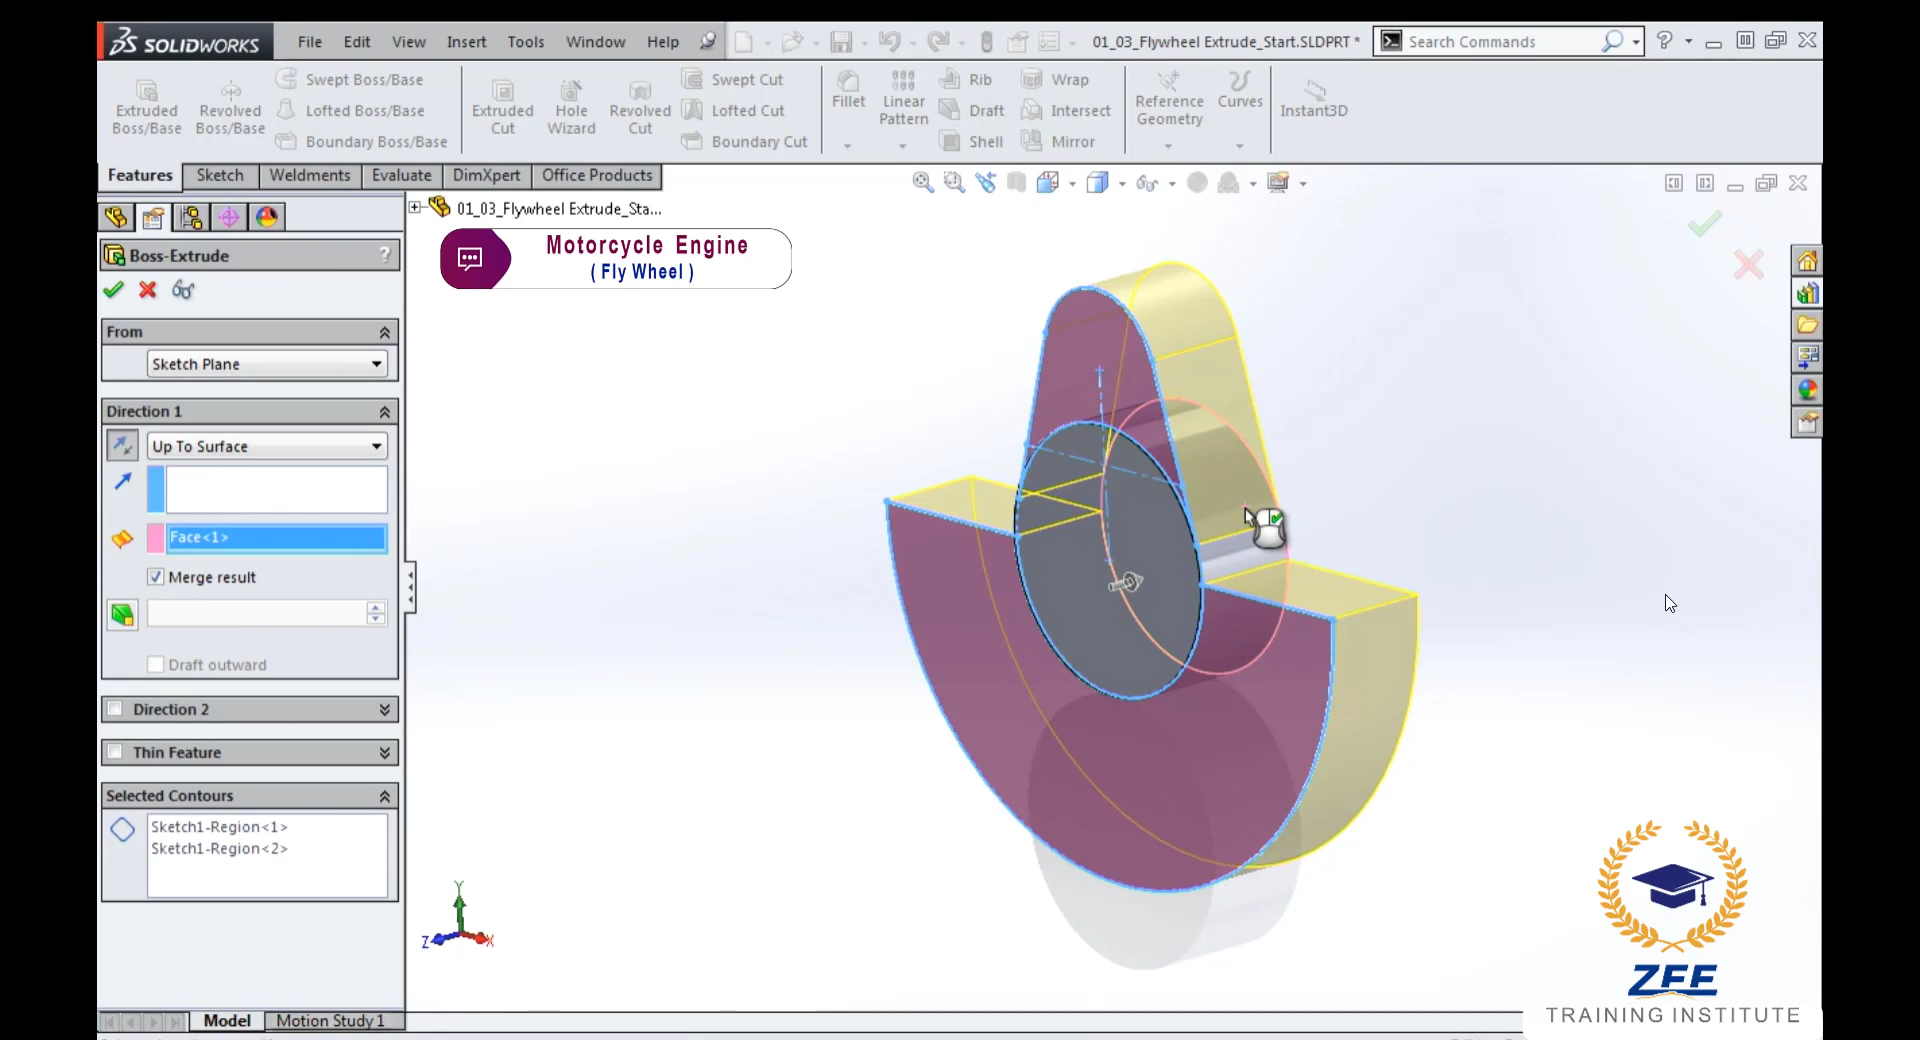 SOLIDWORKS File Edit View Insert Tools Window Help 01_03_Flywheel Extrude_Start.SLDPRT * Search Commands ?
Extruded Boss/Base
Revolved Boss/Base
Swept Boss/Base
Lofted Boss/Base
Boundary Boss/Base
Extruded Cut
Hole Wizard
Revolved Cut
Swept Cut
Lofted Cut
Boundary Cut
Fillet
Linear Pattern
Rib
Draft
Shell
Wrap
Intersect
Mirror
Reference Geometry
Curves
Instant3D
Features Sketch Weldments Evaluate DimXpert Office Products
01_03_Flywheel Extrude_Sta...
Motorcycle Engine
( Fly Wheel )
Boss-Extrude ?
From
Sketch Plane
Direction 1
Up To Surface
Face<1>
Merge result
Draft outward
Direction 2
Thin Feature
Selected Contours
Sketch1-Region<1>
Sketch1-Region<2>
Y
Z
X
Model Motion Study 1
ZFE
TRAINING INSTITUTE